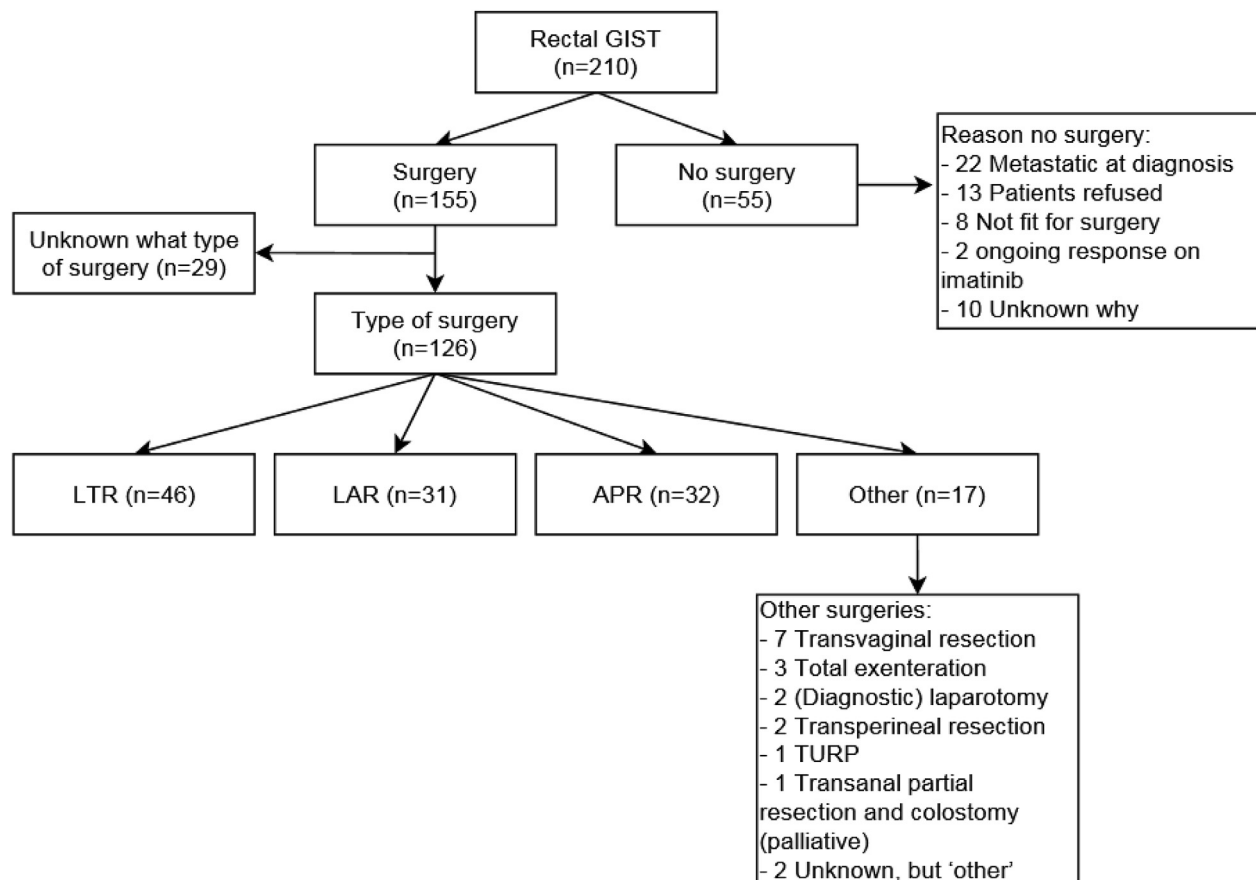 Rectal GIST
(n=210)
Surgery
(n=155)
No surgery
(n=55)
Reason no surgery:
- 22 Metastatic at diagnosis
- 13 Patients refused
- 8 Not fit for surgery
- 2 ongoing response on
imatinib
- 10 Unknown why
Unknown what type
of surgery (n=29)
Type of surgery
(n=126)
LTR (n=46)
LAR (n=31)
APR (n=32)
Other (n=17)
Other surgeries:
- 7 Transvaginal resection
- 3 Total exenteration
- 2 (Diagnostic) laparotomy
- 2 Transperineal resection
- 1 TURP
- 1 Transanal partial
resection and colostomy
(palliative)
- 2 Unknown, but ‘other’